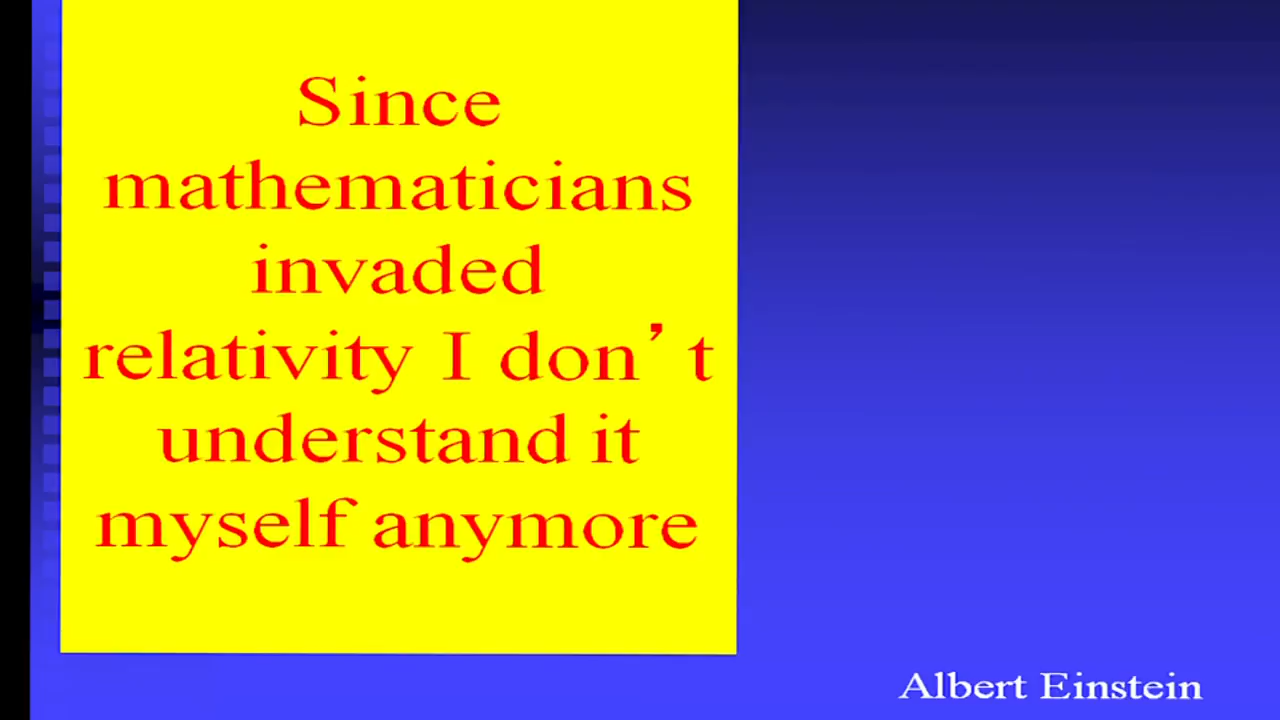 Since
mathematicians
invaded
relativity I don’t
understand it
myself anymore
Albert Einstein